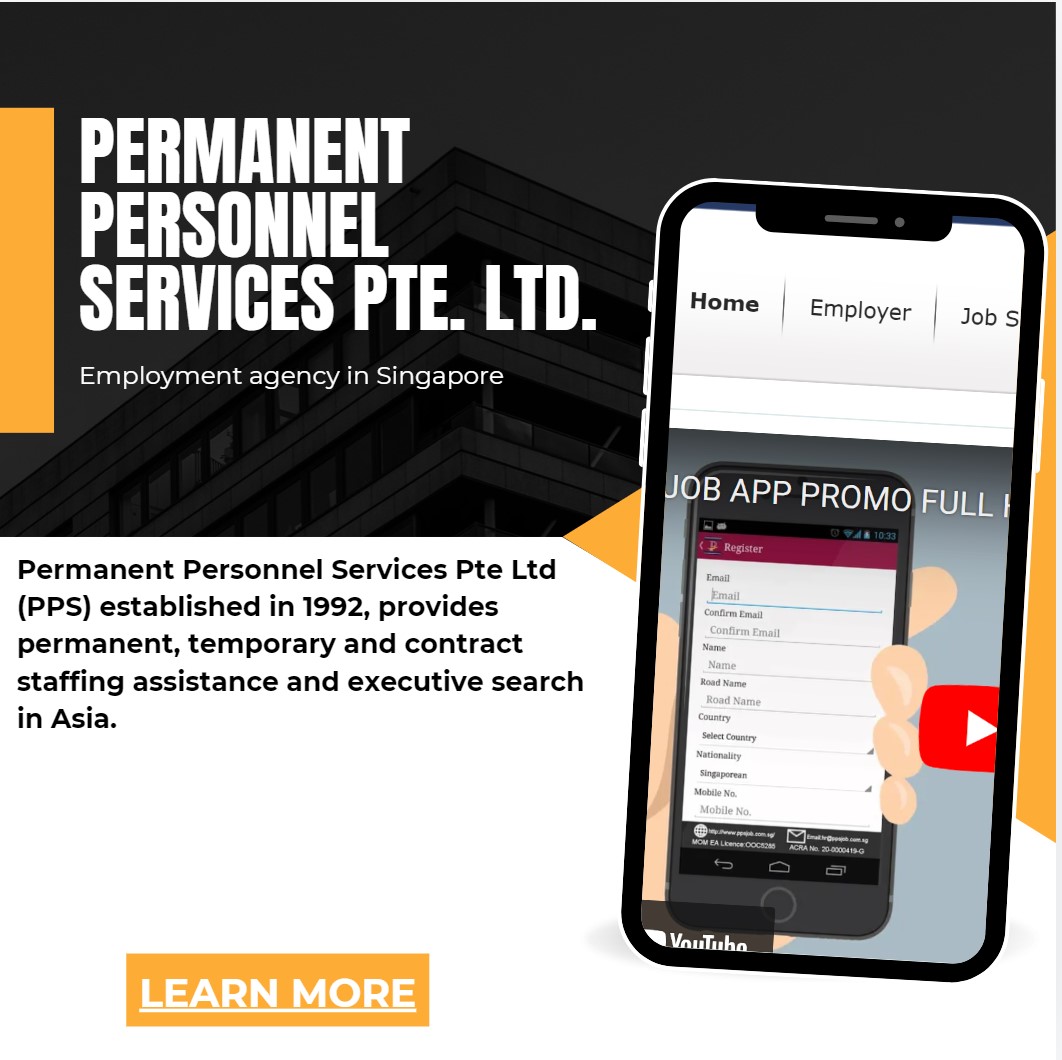 PERMANENT
PERSONNEL
SERVICES PTE. LTD.
Employment agency in Singapore
Permanent Personnel Services Pte Ltd
(PPS) established in 1992, provides
permanent, temporary and contract
staffing assistance and executive search
in Asia.
LEARN MORE
Home Employer Job S
JOB APP PROMO FULL
10:33
Register
Email
Email
Confirm Email
Confirm Email
Name
Name
Road Name
Road Name
Country
Select Country
Nationality
Singaporean
Mobile No.
Mobile No.
http://www.ppsjob.com.sg/ Email:hr@ppsjob.com.sg
ACRA No. 20-0000419-G
YouTube